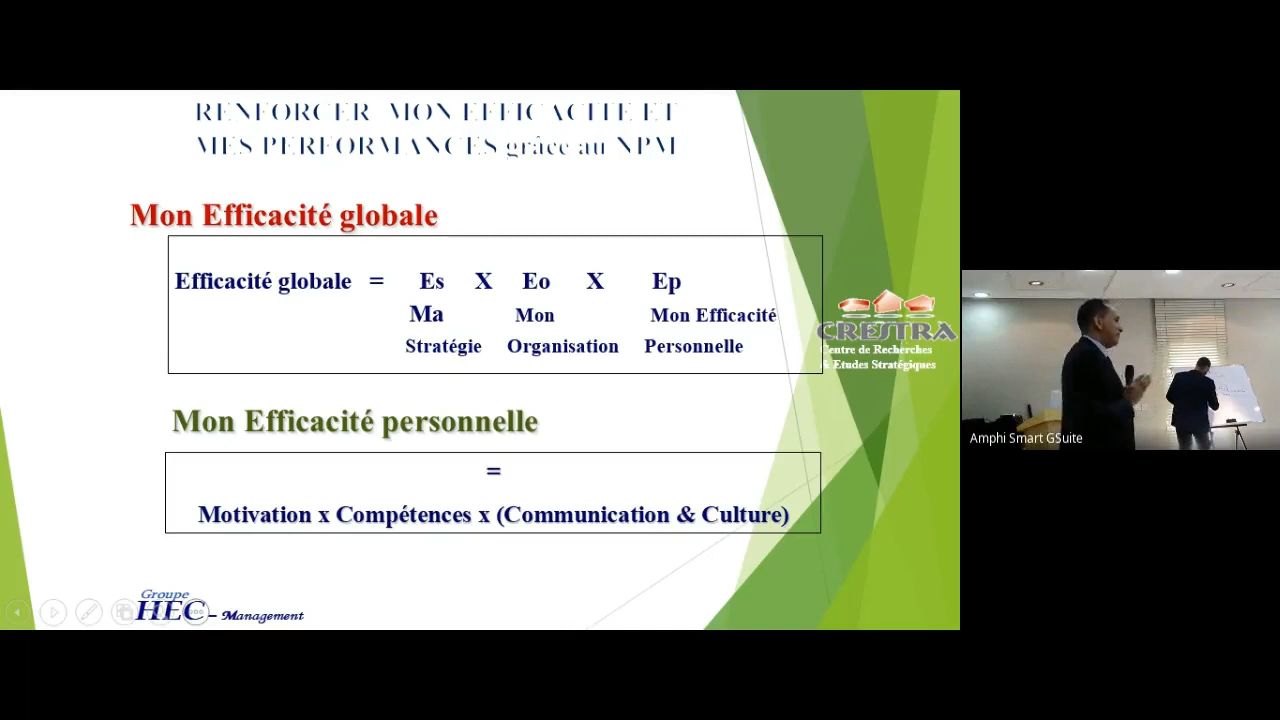 RENFORCER MON EFFICACITE ET
MES PERFORMANCES grâce au NPM
Mon Efficacité globale
Efficacité globale = Es X Eo X Ep
Ma Mon Mon Efficacité
Stratégie Organisation Personnelle
CRESTRA
Centre de Recherches
& Etudes Stratégiques
Mon Efficacité personnelle
=
Motivation x Compétences x (Communication & Culture)
Groupe
HEC - Management
Amphi Smart GSuite